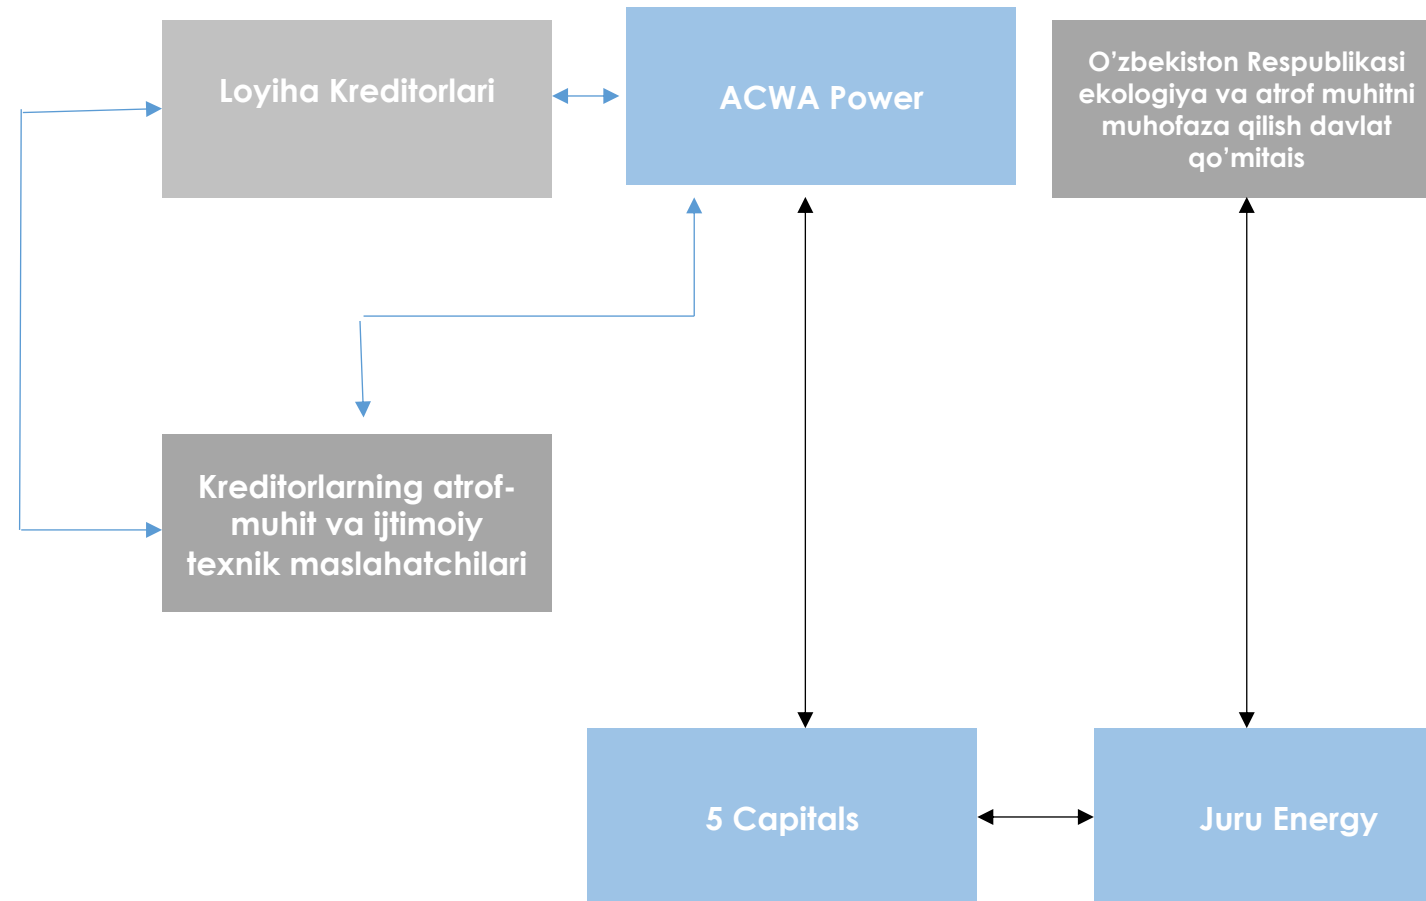 Loyiha Kreditorlari
ACWA Power
O’zbekiston Respublikasi
ekologiya va atrof muhitni
muhofaza qilish davlat
qo’mitais
Kreditorlarning atrof-
muhit va ijtimoiy
texnik maslahatchilari
5 Capitals
Juru Energy